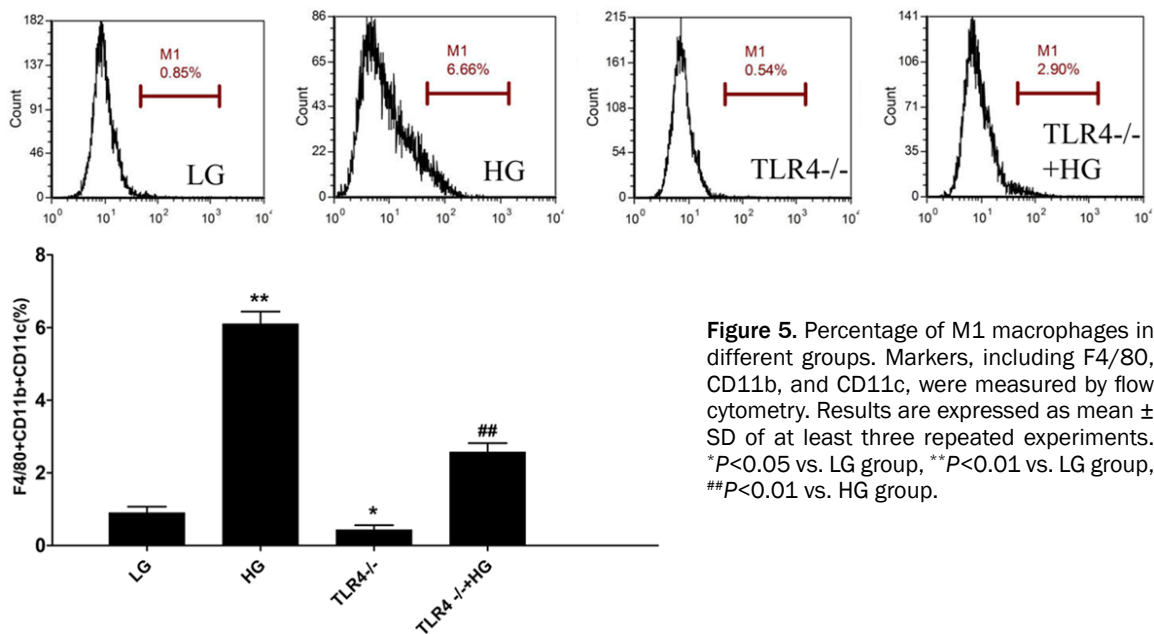 182
137
91
46
0
Count
M1
0.85%
LG
10⁰ 10¹ 10² 10³ 10⁴
86
65
43
22
0
Count
M1
6.66%
HG
10⁰ 10¹ 10² 10³ 10⁴
215
161
108
54
0
Count
M1
0.54%
TLR4-/-
10⁰ 10¹ 10² 10³ 10⁴
141
106
71
35
0
Count
M1
2.90%
TLR4-/-
+HG
10⁰ 10¹ 10² 10³ 10⁴
F4/80+CD11b+CD11c(%)
8
6
4
2
0
**
*
##
LG
HG
TLR4-/-
TLR4 -/-+HG
Figure 5. Percentage of M1 macrophages in
different groups. Markers, including F4/80,
CD11b, and CD11c, were measured by flow
cytometry. Results are expressed as mean ±
SD of at least three repeated experiments.
*P<0.05 vs. LG group, **P<0.01 vs. LG group,
##P<0.01 vs. HG group.